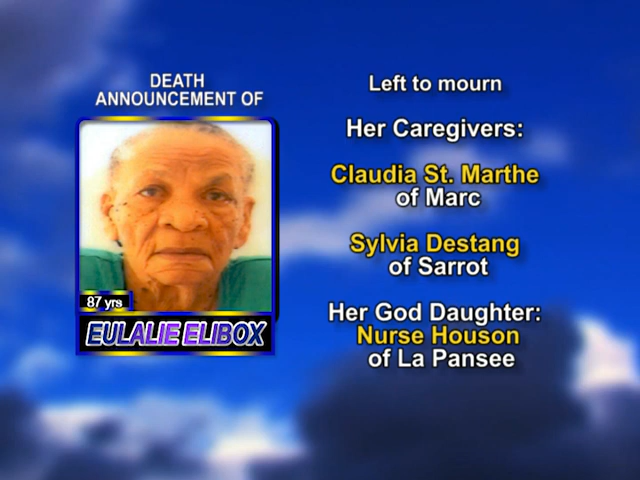 DEATH
ANNOUNCEMENT OF
87 yrs
EULALIE ELIBOX
Left to mourn
Her Caregivers:
Claudia St. Marthe
of Marc
Sylvia Destang
of Sarrot
Her God Daughter:
Nurse Houson
of La Pansee